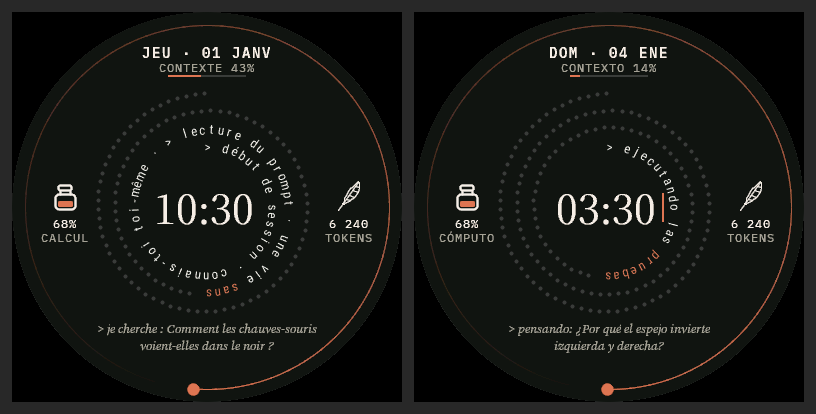 JEU · 01 JANV
CONTEXTE 43%
> début de session · connais-toi toi-même · > lecture du prompt · une vie sans
10:30
68%
CALCUL
6 240
TOKENS
> je cherche : Comment les chauves-souris
voient-elles dans le noir ?
DOM · 04 ENE
CONTEXTO 14%
> ejecutando las pruebas
03:30
68%
CÓMPUTO
6 240
TOKENS
> pensando: ¿Por qué el espejo invierte
izquierda y derecha?